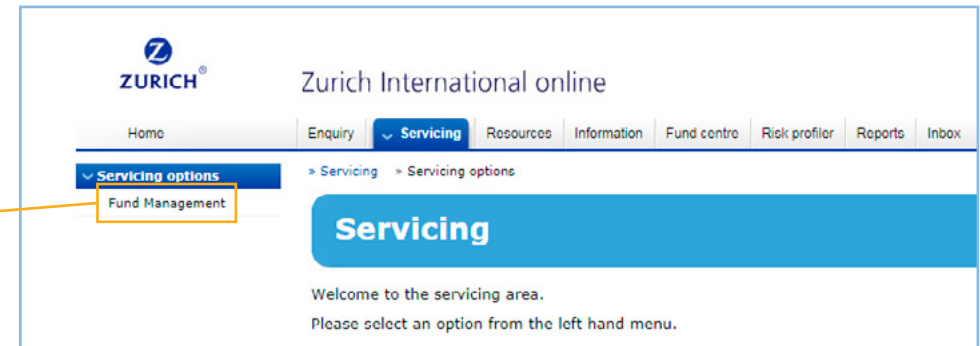 ZURICH®
Zurich International online
Home
Enquiry
Servicing
Resources
Information
Fund centre
Risk profiler
Reports
Inbox
Servicing options
Fund Management
» Servicing » Servicing options
Servicing
Welcome to the servicing area.
Please select an option from the left hand menu.